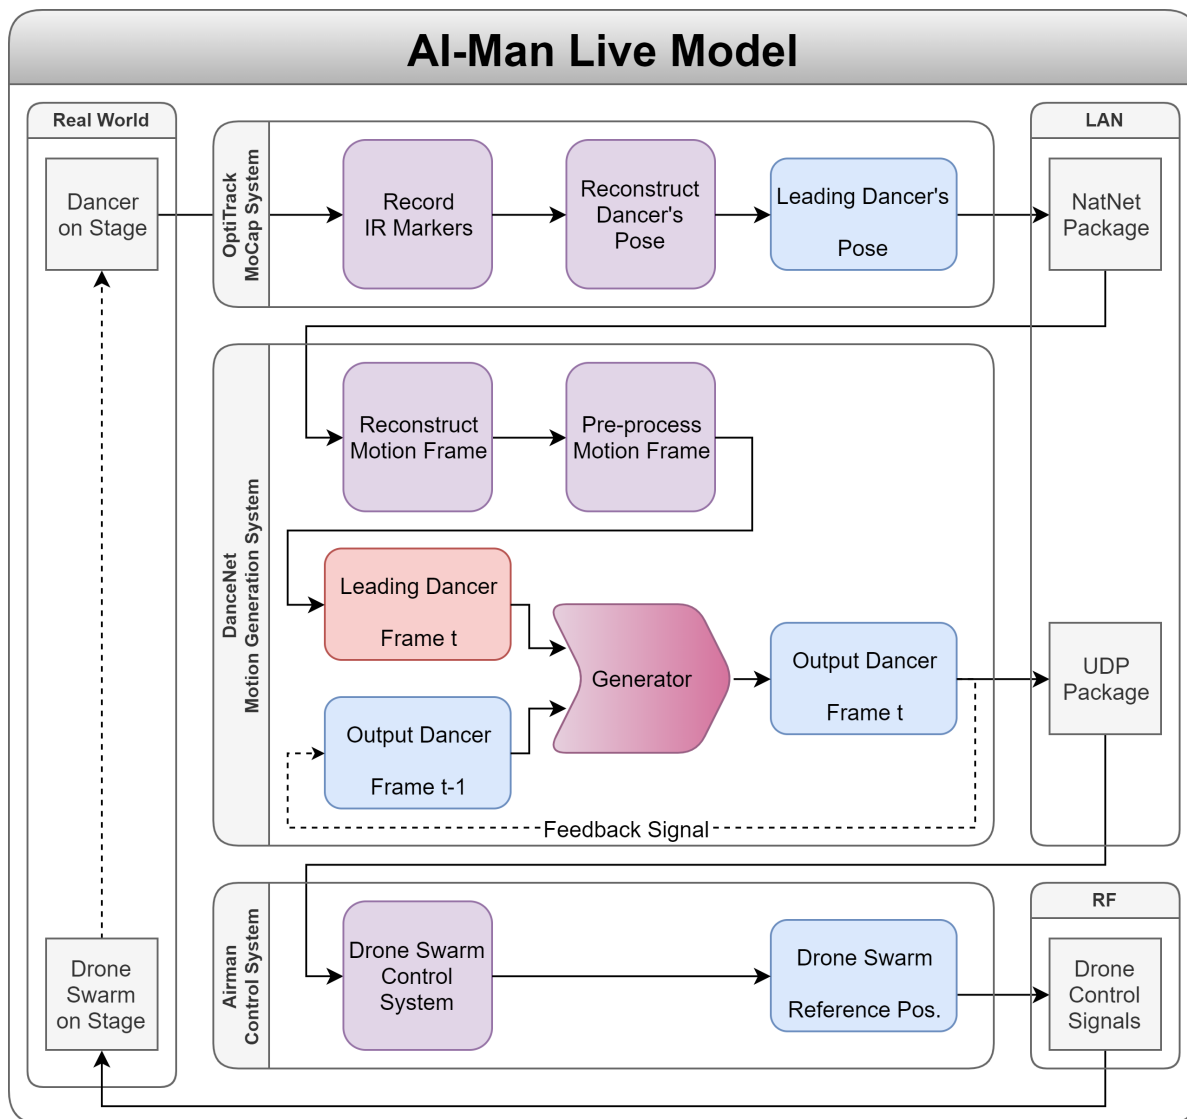 AI-Man Live Model
Real World
LAN
OptiTrack
MoCap System
Dancer
on Stage
Record
IR Markers
Reconstruct
Dancer's
Pose
Leading Dancer's
Pose
NatNet
Package
DanceNet
Motion Generation System
Reconstruct
Motion Frame
Pre-process
Motion Frame
Leading Dancer
Frame t
Generator
Output Dancer
Frame t
UDP
Package
Output Dancer
Frame t-1
Feedback Signal
Airman
Control System
RF
Drone
Swarm
on Stage
Drone Swarm
Control
System
Drone Swarm
Reference Pos.
Drone
Control
Signals